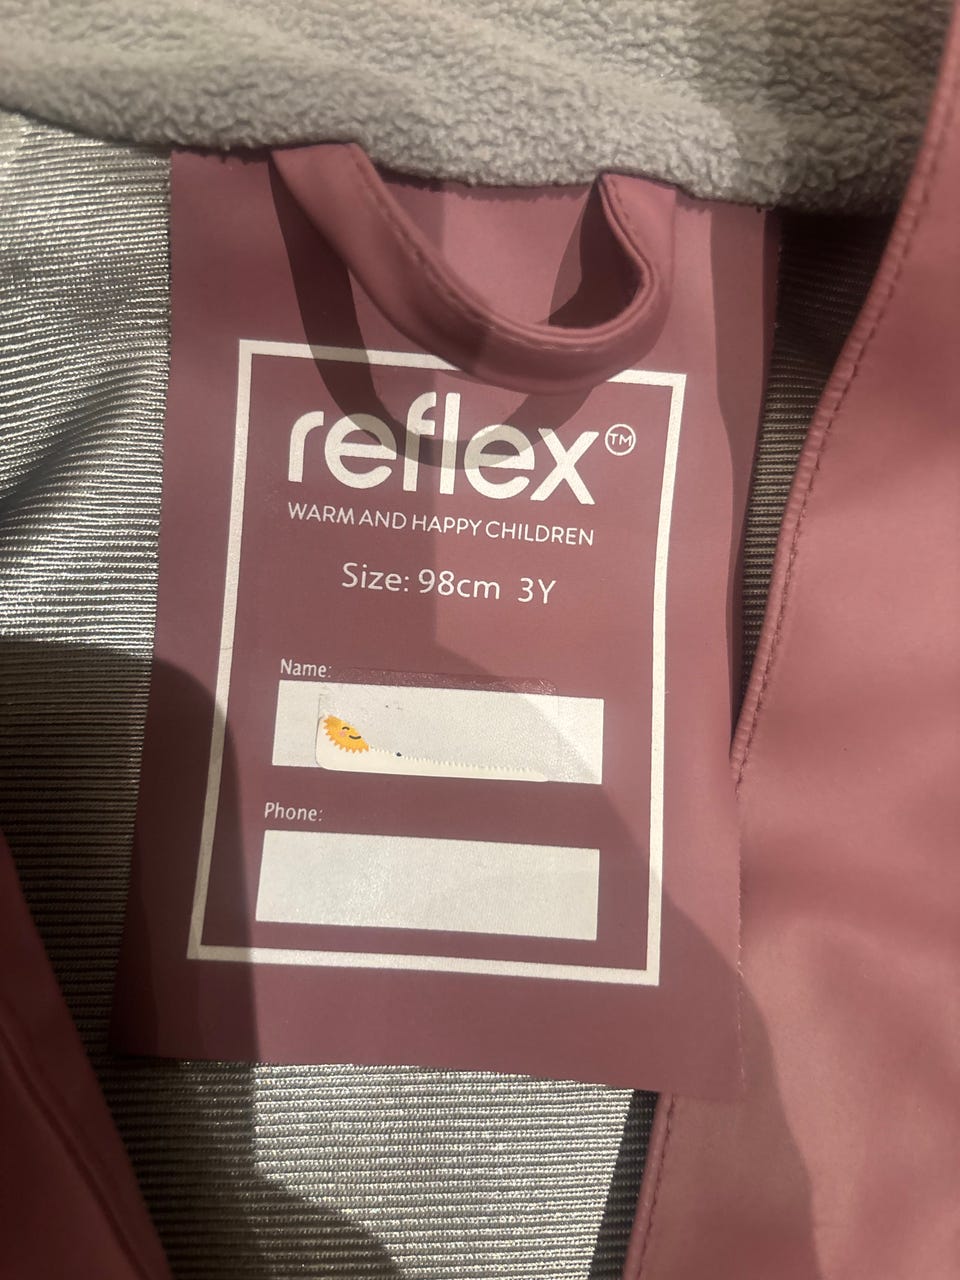 reflex™
WARM AND HAPPY CHILDREN
Size: 98cm 3Y
Name:
Phone: